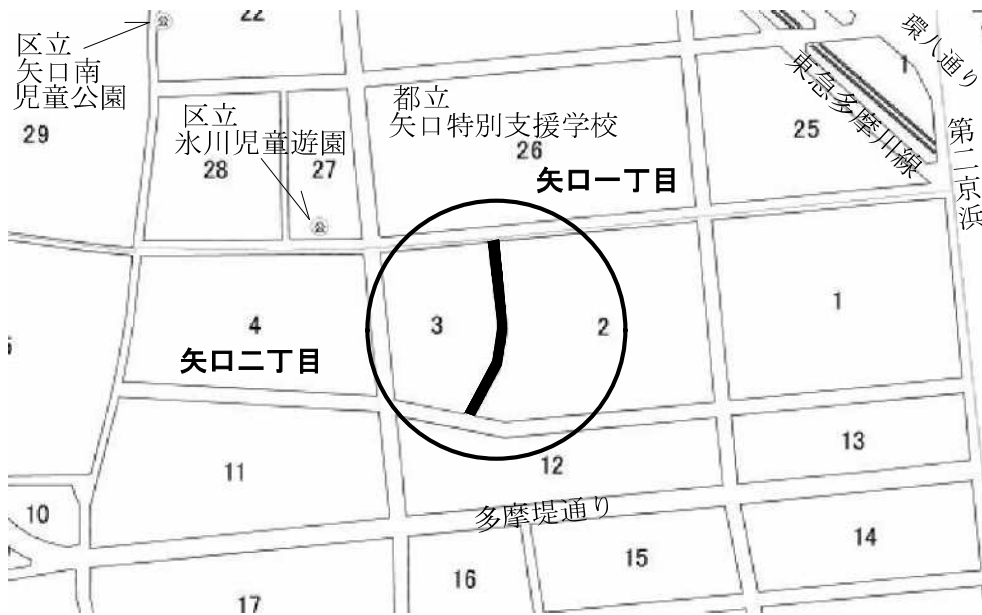 22
公
区立
矢口南
児童公園
環八通り
1
東急多摩川線
第二京浜
29
区立
氷川児童遊園
28
27
公
都立
矢口特別支援学校
26
25
矢口一丁目
4
3
2
1
矢口二丁目
11
12
13
10
多摩堤通り
14
15
16
17